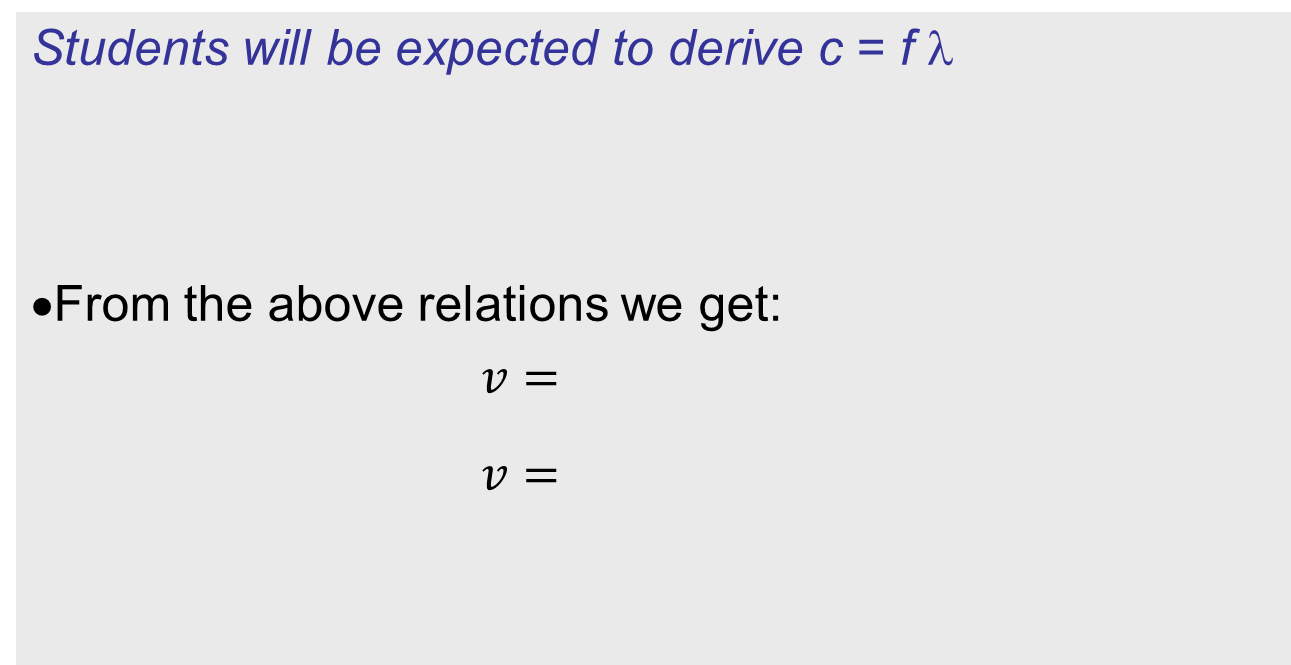 Students will be expected to derive c = f λ
•From the above relations we get:
𝑣 =
𝑣 =